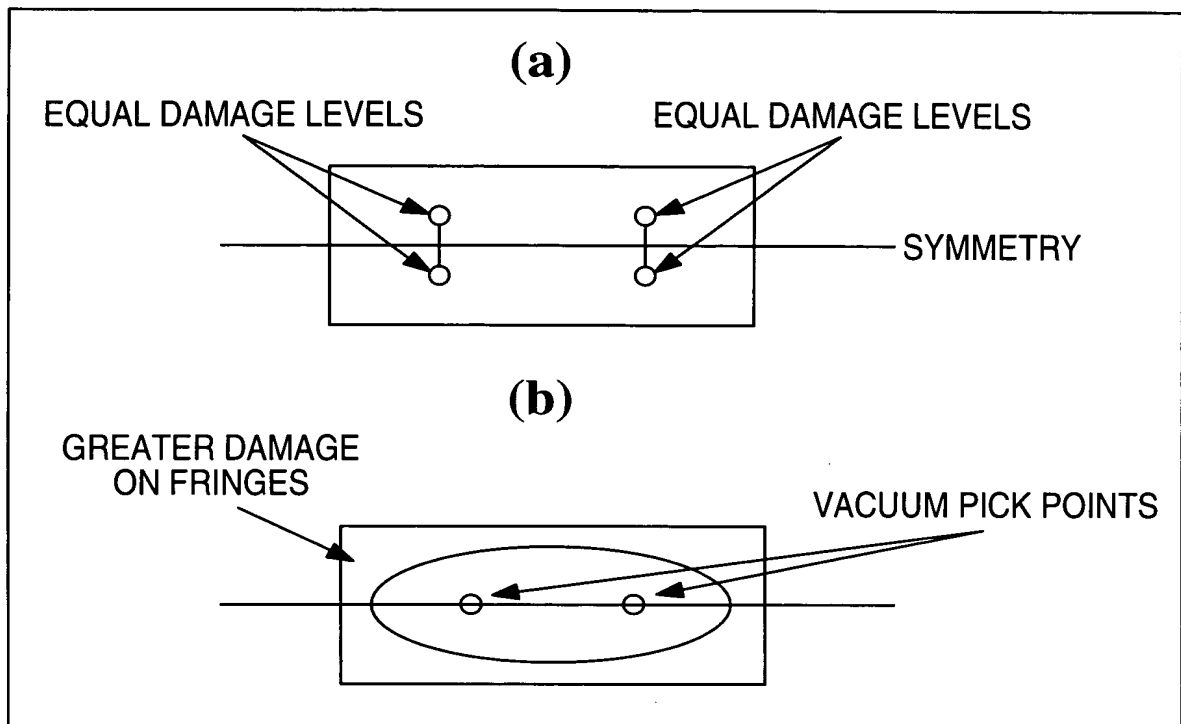 (a)
EQUAL DAMAGE LEVELS
EQUAL DAMAGE LEVELS
SYMMETRY
(b)
GREATER DAMAGE
ON FRINGES
VACUUM PICK POINTS